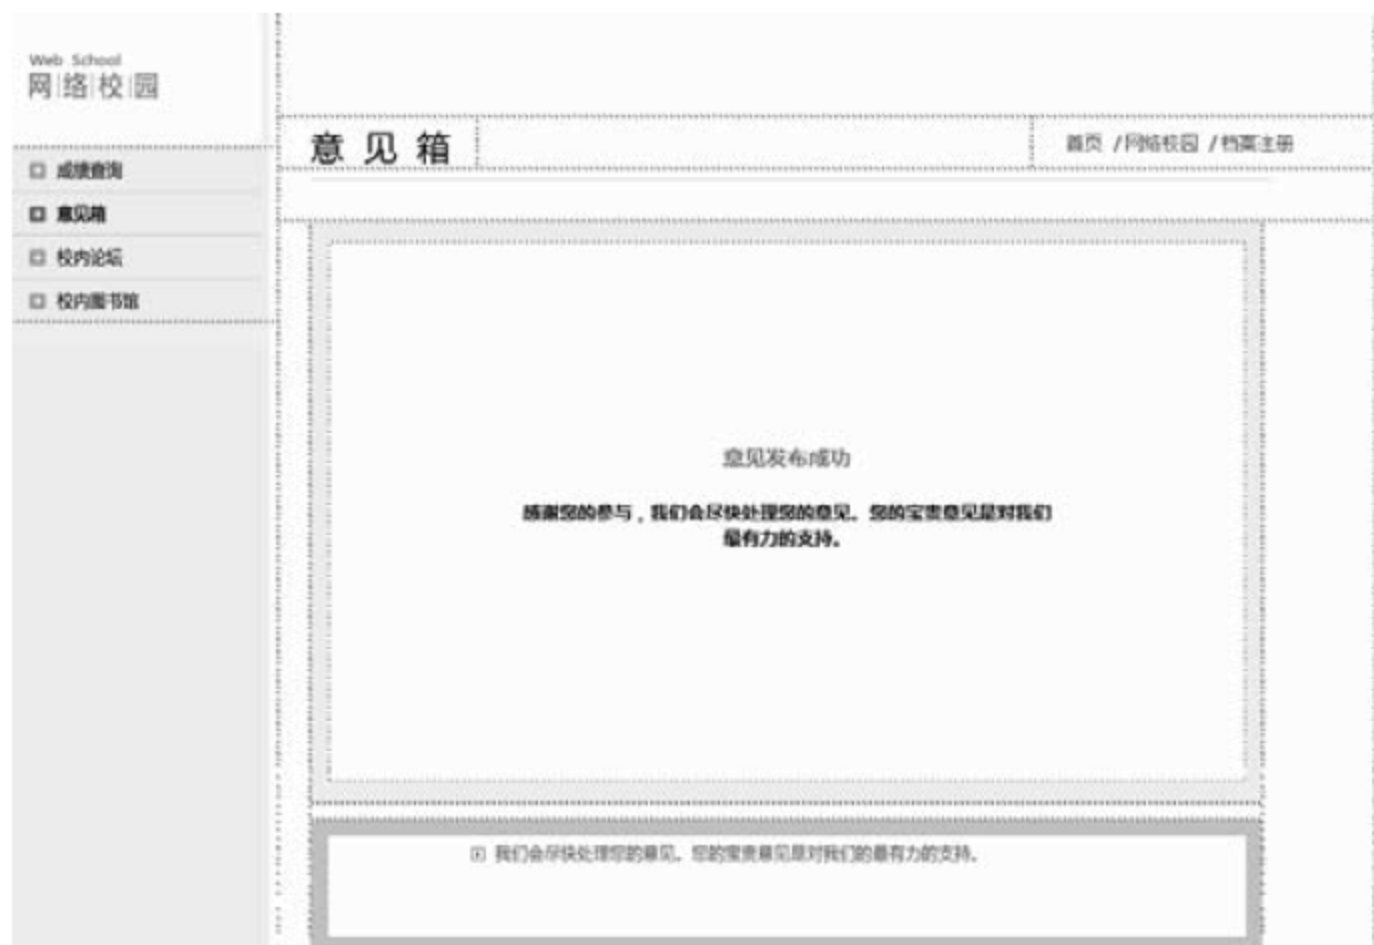 Web School
网|络|校|园
成绩查询
意见箱
校内论坛
校内图书馆
意见箱
首页 /网络校园 /档案注册
意见发布成功
感谢您的参与，我们会尽快处理您的意见。您的宝贵意见是对我们
最有力的支持。
我们会尽快处理您的意见。您的宝贵意见是对我们的最有力的支持。